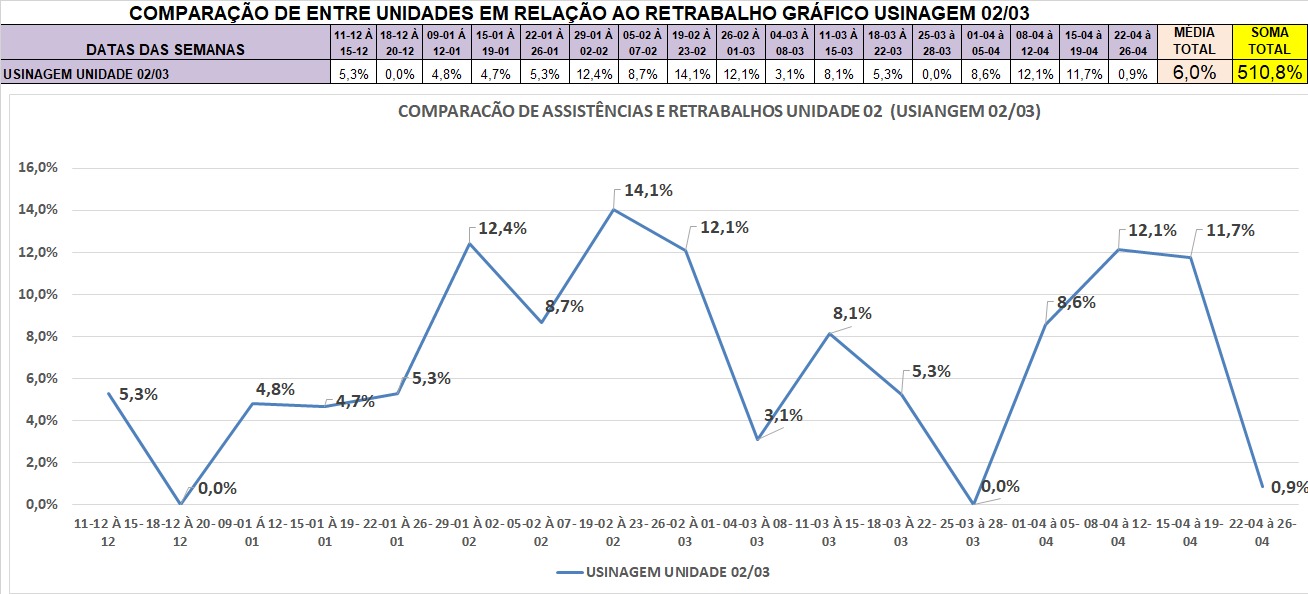 COMPARAÇÃO DE ENTRE UNIDADES EM RELAÇÃO AO RETRABALHO GRÁFICO USINAGEM 02/03
DATAS DAS SEMANAS 11-12 À 15-12 18-12 À 20-12 09-01 Á 12-01 15-01 À 19-01 22-01 À 26-01 29-01 À 02-02 05-02 À 07-02 19-02 À 23-02 26-02 À 01-03 04-03 À 08-03 11-03 À 15-03 18-03 À 22-03 25-03 à 28-03 01-04 à 05-04 08-04 à 12-04 15-04 à 19-04 22-04 à 26-04 MÉDIA TOTAL SOMA TOTAL
USINAGEM UNIDADE 02/03 5,3% 0,0% 4,8% 4,7% 5,3% 12,4% 8,7% 14,1% 12,1% 3,1% 8,1% 5,3% 0,0% 8,6% 12,1% 11,7% 0,9% 6,0% 510,8%
COMPARACÃO DE ASSISTÊNCIAS E RETRABALHOS UNIDADE 02 (USIANGEM 02/03)
16,0%
14,0%
12,0%
10,0%
8,0%
6,0%
4,0%
2,0%
0,0%
5,3%
0,0%
4,8%
4,7%
5,3%
12,4%
8,7%
14,1%
12,1%
3,1%
8,1%
5,3%
0,0%
8,6%
12,1%
11,7%
0,9%
11-12 À 15-12
18-12 À 20-12
09-01 Á 12-01
15-01 À 19-01
22-01 À 26-01
29-01 À 02-02
05-02 À 07-02
19-02 À 23-02
26-02 À 01-03
04-03 À 08-03
11-03 À 15-03
18-03 À 22-03
25-03 à 28-03
01-04 à 05-04
08-04 à 12-04
15-04 à 19-04
22-04 à 26-04
USINAGEM UNIDADE 02/03